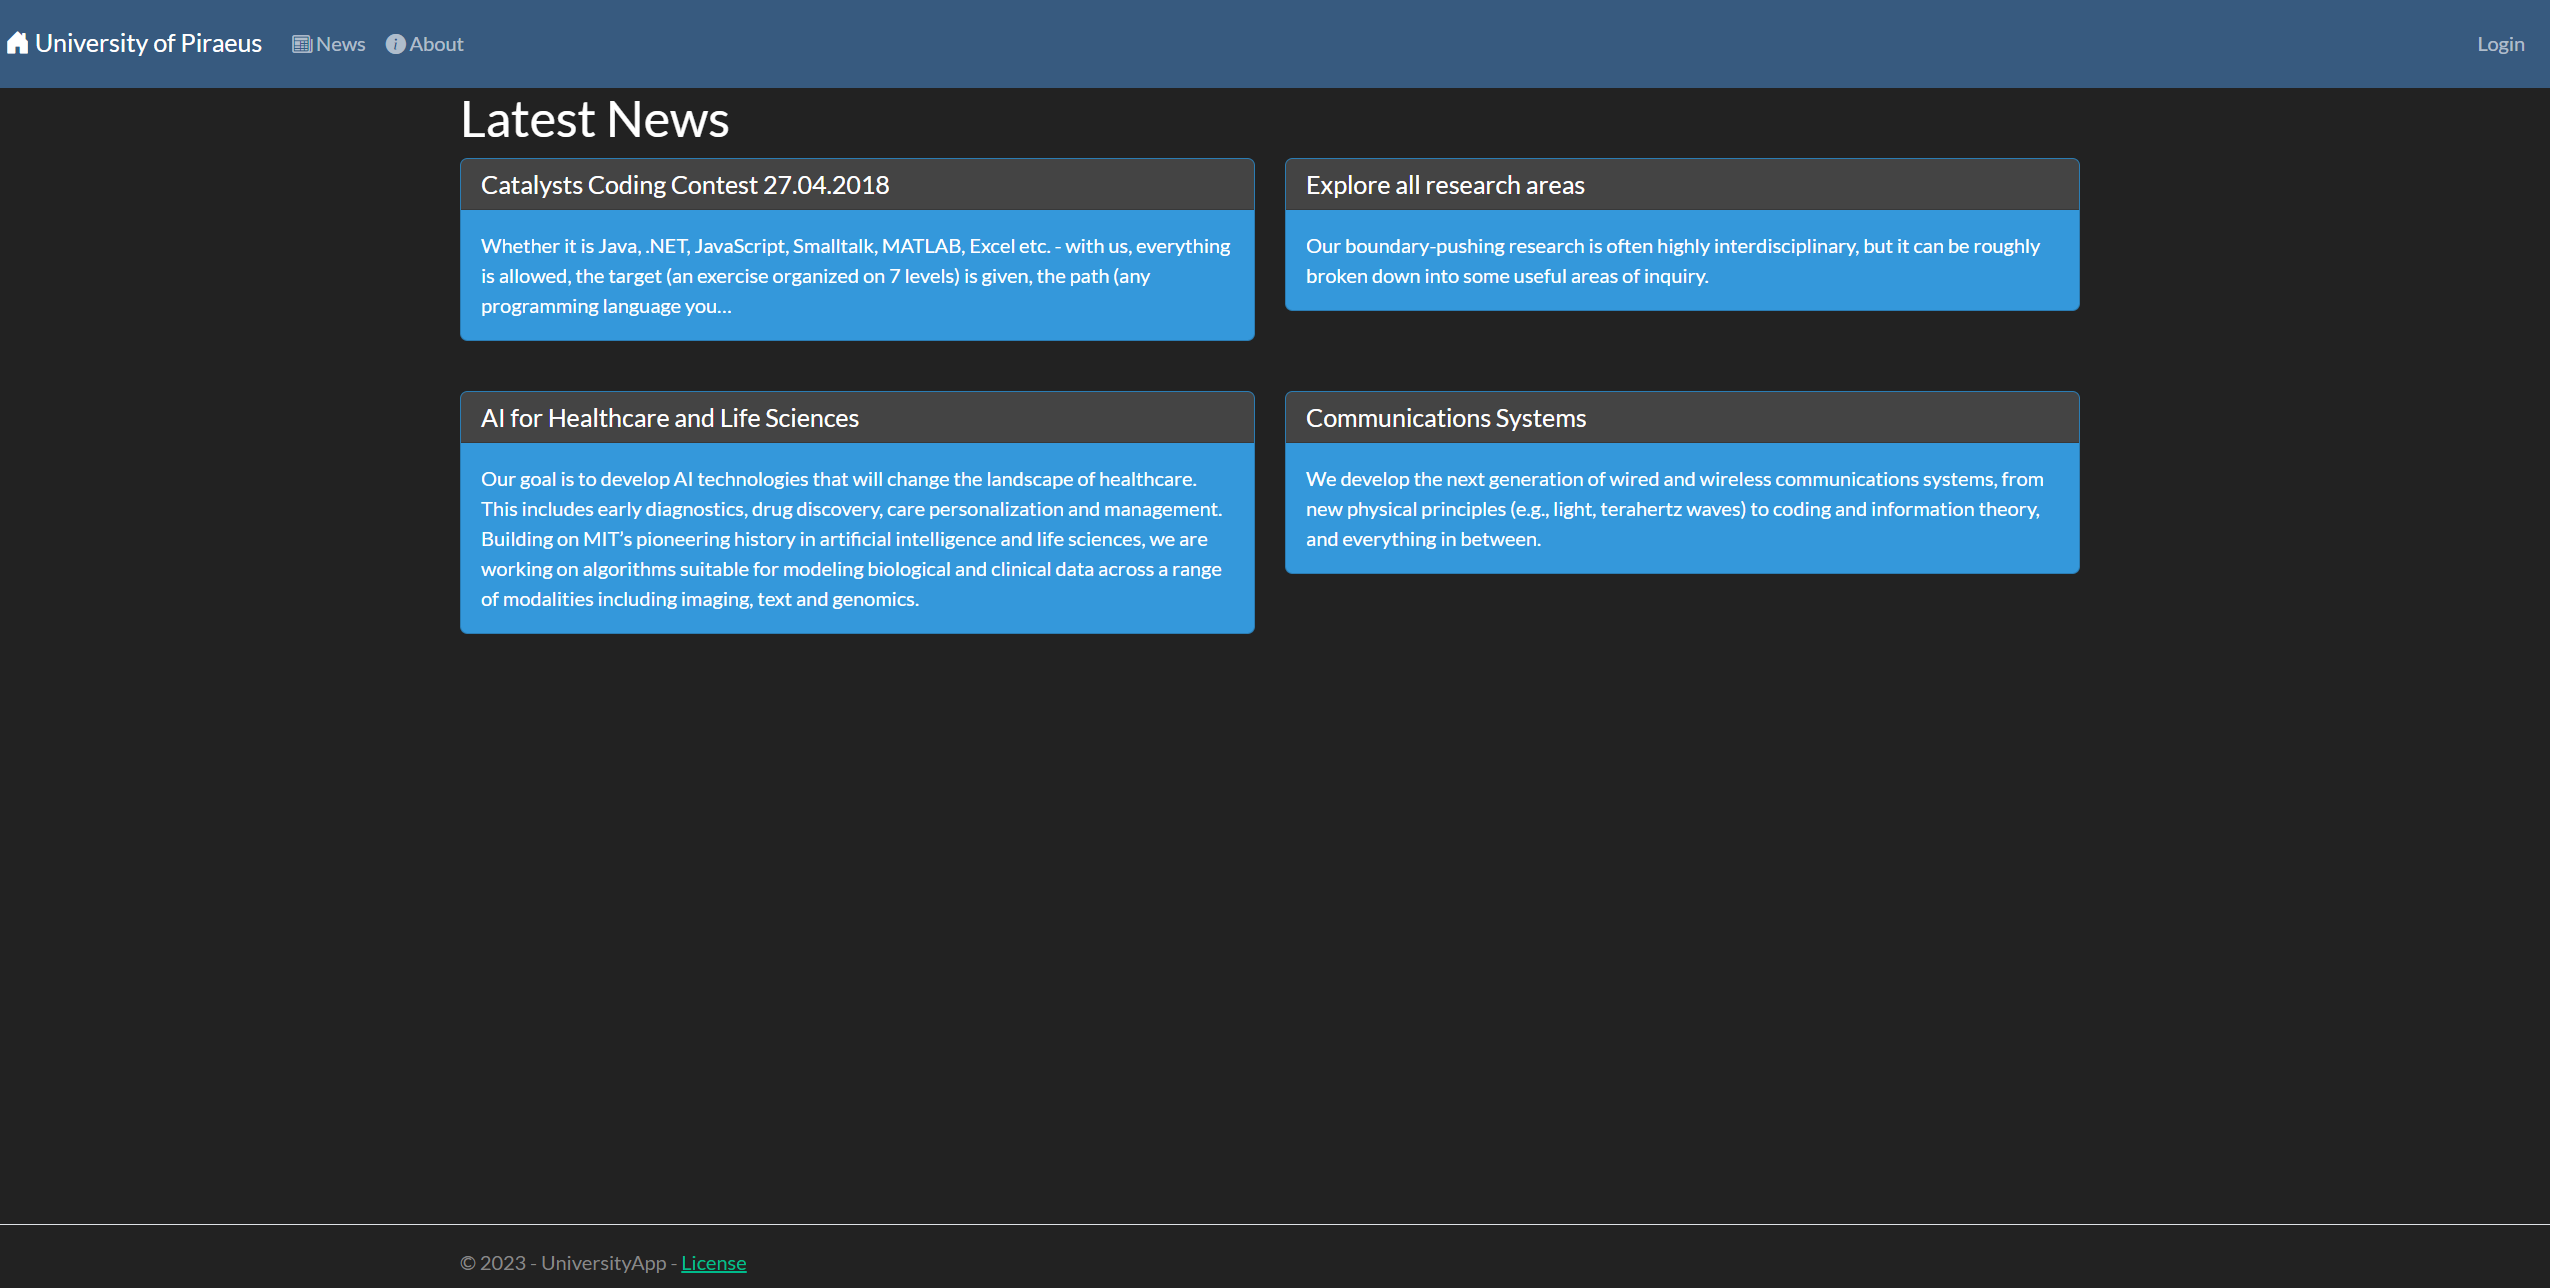 University of Piraeus News About Login
Latest News
Catalysts Coding Contest 27.04.2018
Whether it is Java, .NET, JavaScript, Smalltalk, MATLAB, Excel etc. - with us, everything
is allowed, the target (an exercise organized on 7 levels) is given, the path (any
programming language you...
Explore all research areas
Our boundary-pushing research is often highly interdisciplinary, but it can be roughly
broken down into some useful areas of inquiry.
AI for Healthcare and Life Sciences
Our goal is to develop AI technologies that will change the landscape of healthcare.
This includes early diagnostics, drug discovery, care personalization and management.
Building on MIT’s pioneering history in artificial intelligence and life sciences, we are
working on algorithms suitable for modeling biological and clinical data across a range
of modalities including imaging, text and genomics.
Communications Systems
We develop the next generation of wired and wireless communications systems, from
new physical principles (e.g., light, terahertz waves) to coding and information theory,
and everything in between.
© 2023 - UniversityApp - License